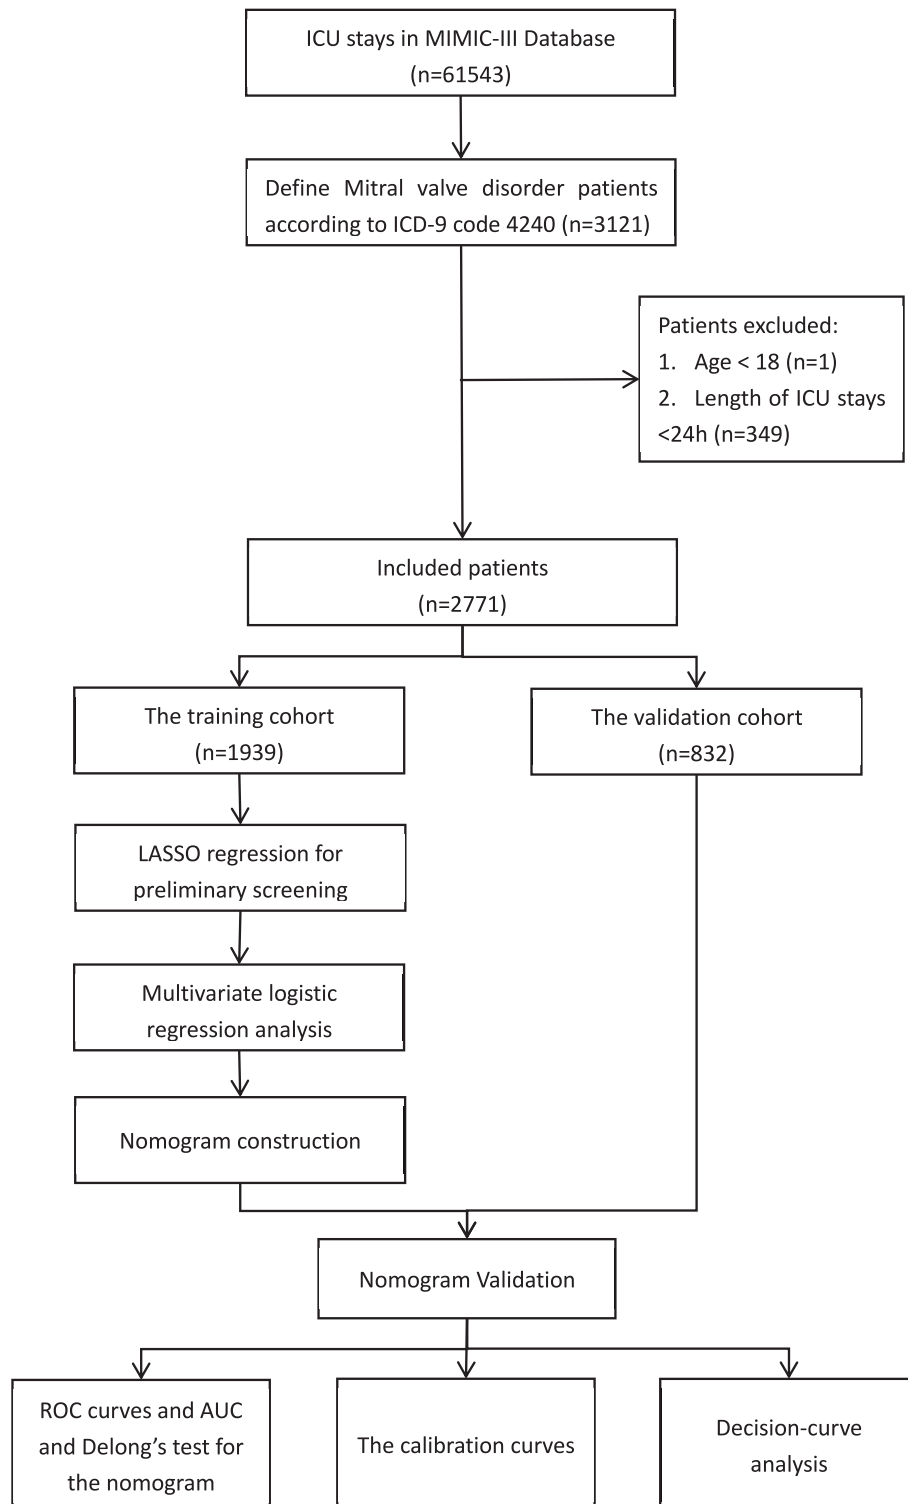 ICU stays in MIMIC-III Database
(n=61543)
Define Mitral valve disorder patients
according to ICD-9 code 4240 (n=3121)
Patients excluded:
1. Age < 18 (n=1)
2. Length of ICU stays
<24h (n=349)
Included patients
(n=2771)
The training cohort
(n=1939)
The validation cohort
(n=832)
LASSO regression for
preliminary screening
Multivariate logistic
regression analysis
Nomogram construction
Nomogram Validation
ROC curves and AUC
and Delong’s test for
the nomogram
The calibration curves
Decision-curve
analysis